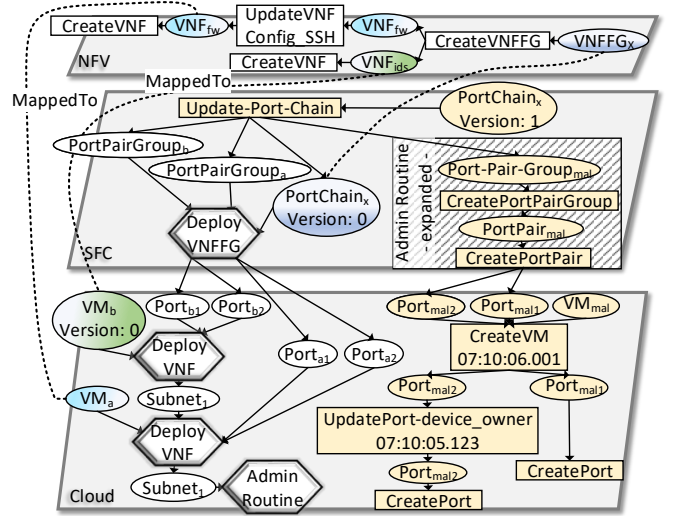 CreateVNF
VNFfw
UpdateVNF
Config_SSH
VNFfw
CreateVNFFG
VNFFGx
CreateVNF
VNFids
NFV
MappedTo
MappedTo
Update-Port-Chain
PortChainx
Version: 1
PortPairGroupb
PortPairGroupa
PortChainx
Version: 0
Admin Routine
- expanded -
Port-Pair-Groupmal
CreatePortPairGroup
PortPairmal
CreatePortPair
Deploy
VNFFG
SFC
VMb
Version: 0
Portb1
Portb2
Portmal2
Portmal1
VMmal
Deploy
VNF
Porta1
Porta2
CreateVM
07:10:06.001
VMa
Subnet1
Portmal2
Portmal1
Deploy
VNF
UpdatePort-device_owner
07:10:05.123
Subnet1
Admin
Routine
Portmal2
CreatePort
CreatePort
Cloud